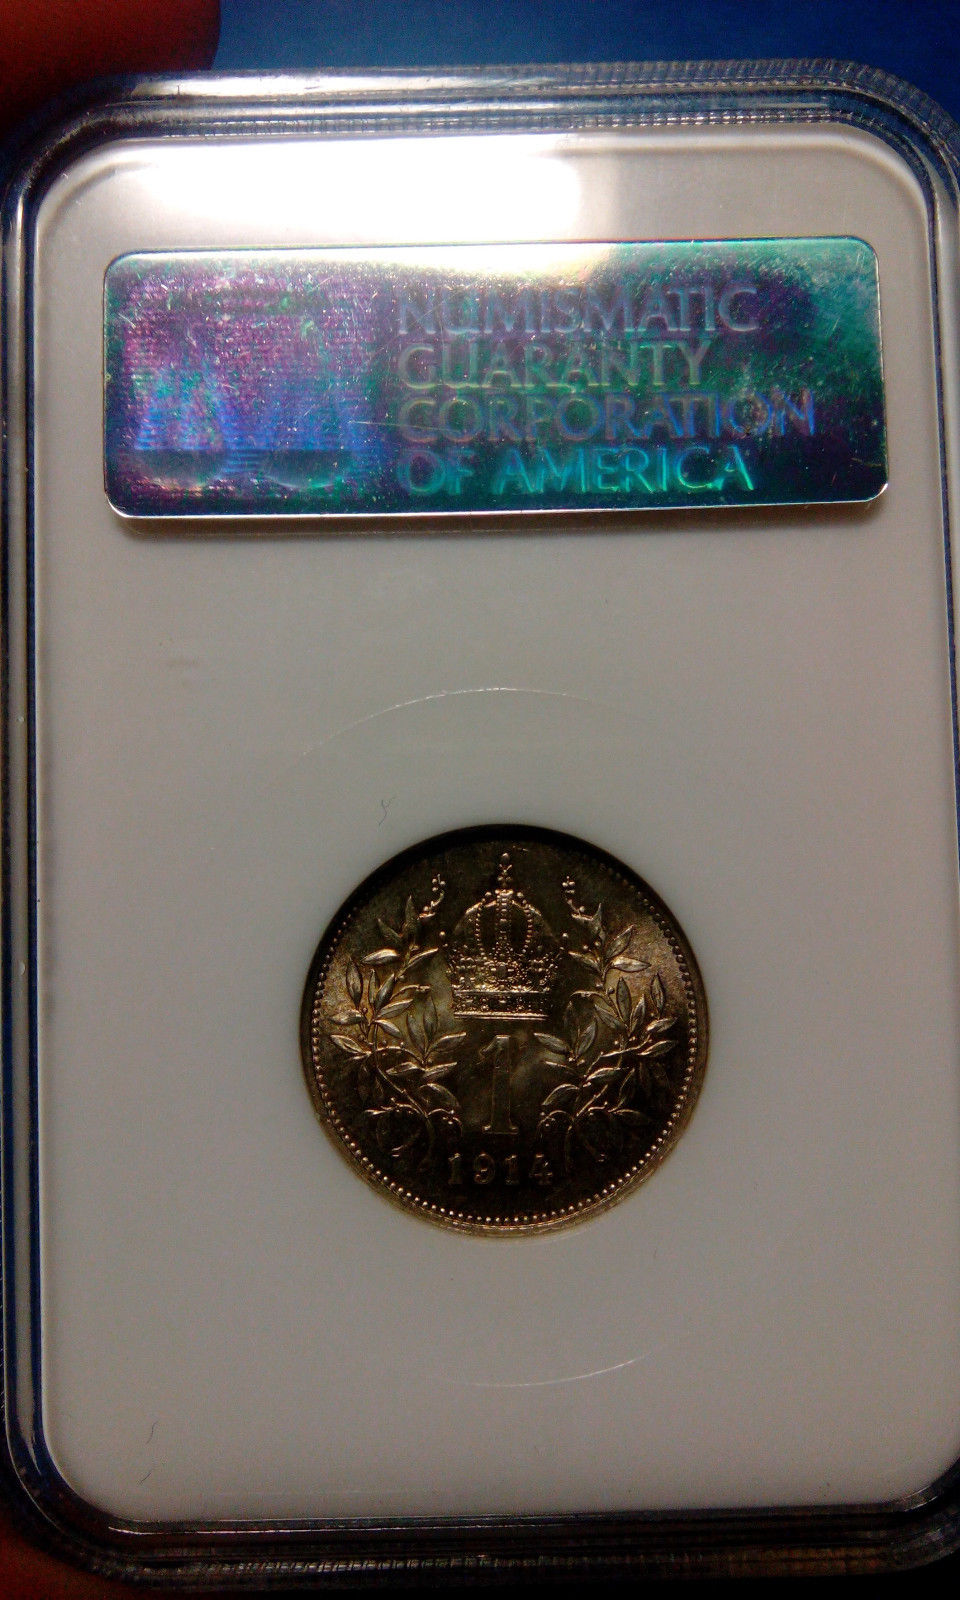 NUMISMATIC
GUARANTY
CORPORATION
OF AMERICA
1
1914